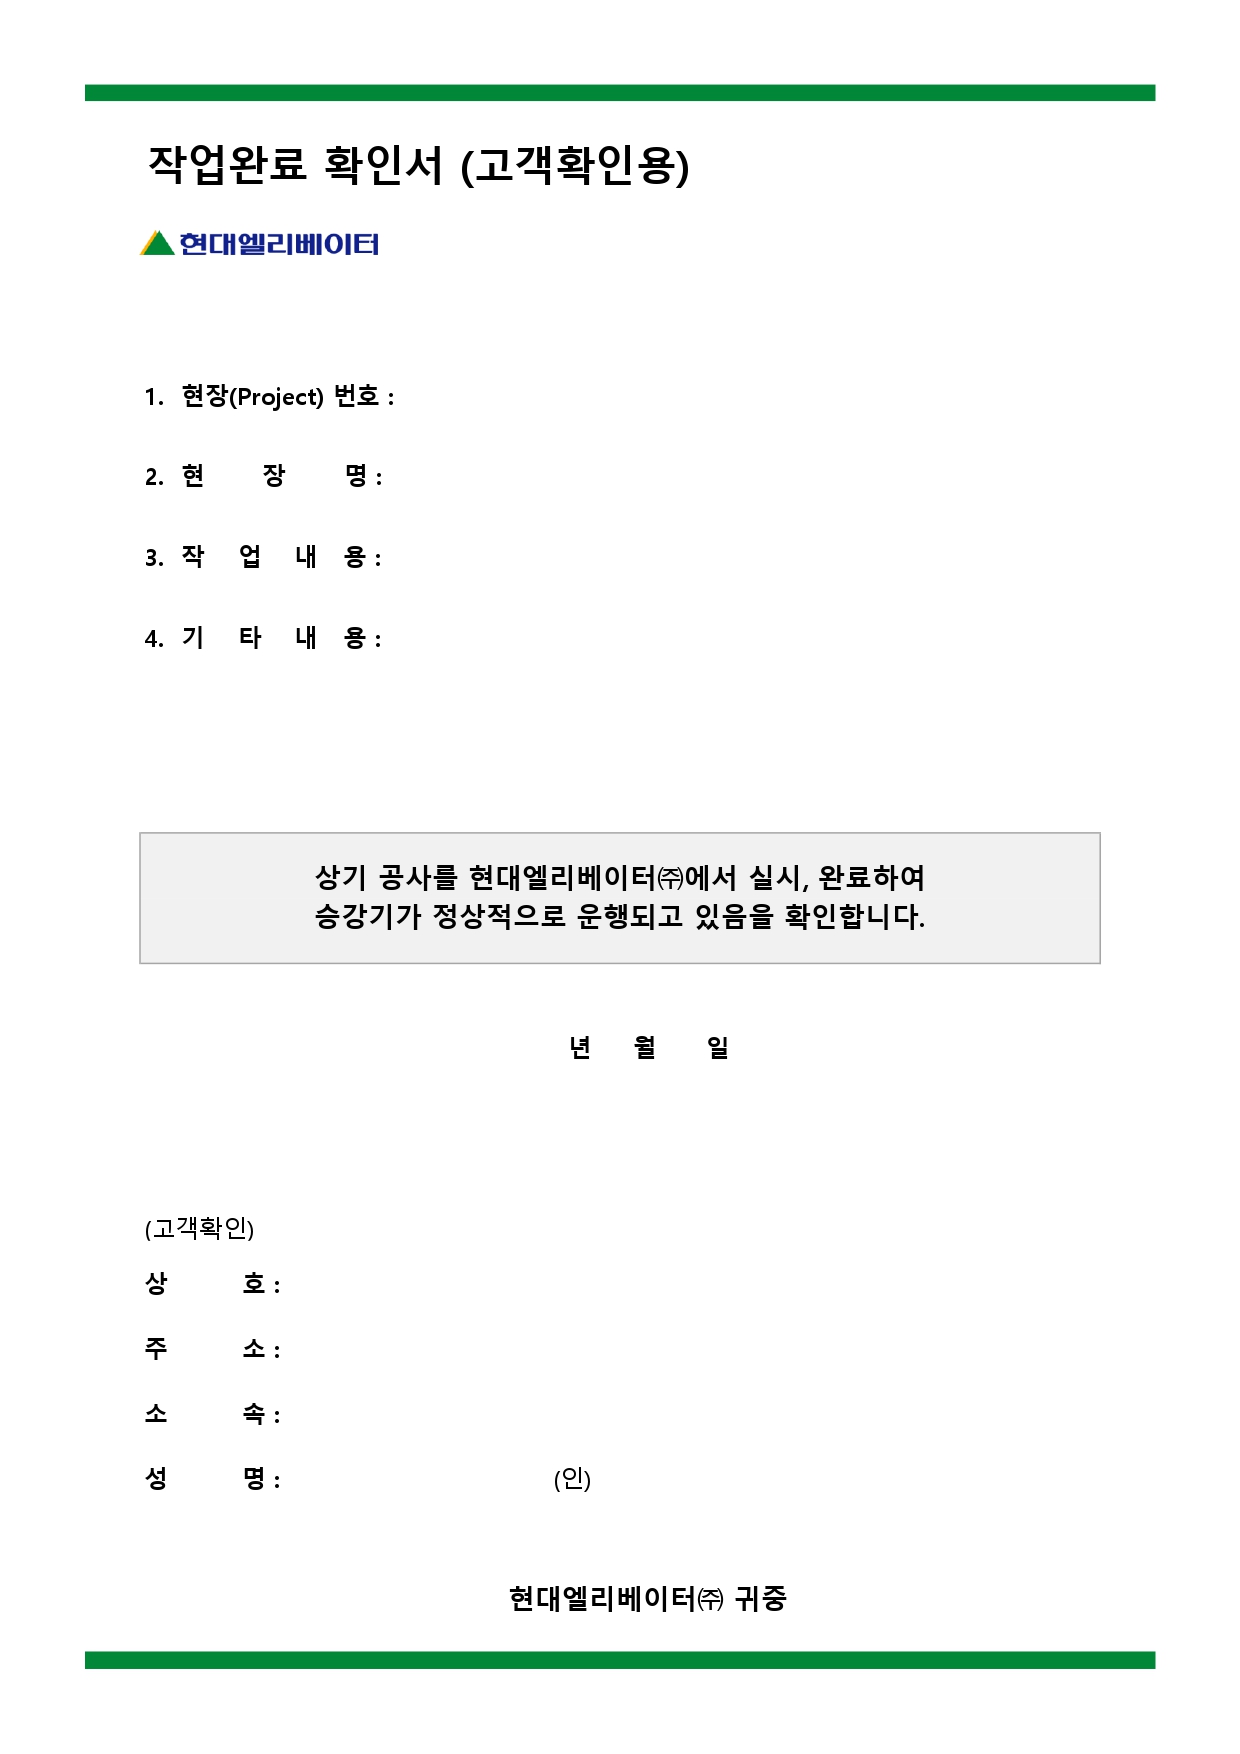 작업완료 확인서 (고객확인용)
현대엘리베이터
1. 현장(Project) 번호 :
2. 현 장 명 :
3. 작 업 내 용 :
4. 기 타 내 용 :
상기 공사를 현대엘리베이터㈜에서 실시, 완료하여
승강기가 정상적으로 운행되고 있음을 확인합니다.
년 월 일
(고객확인)
상 호 :
주 소 :
소 속 :
성 명 : (인)
현대엘리베이터㈜ 귀중